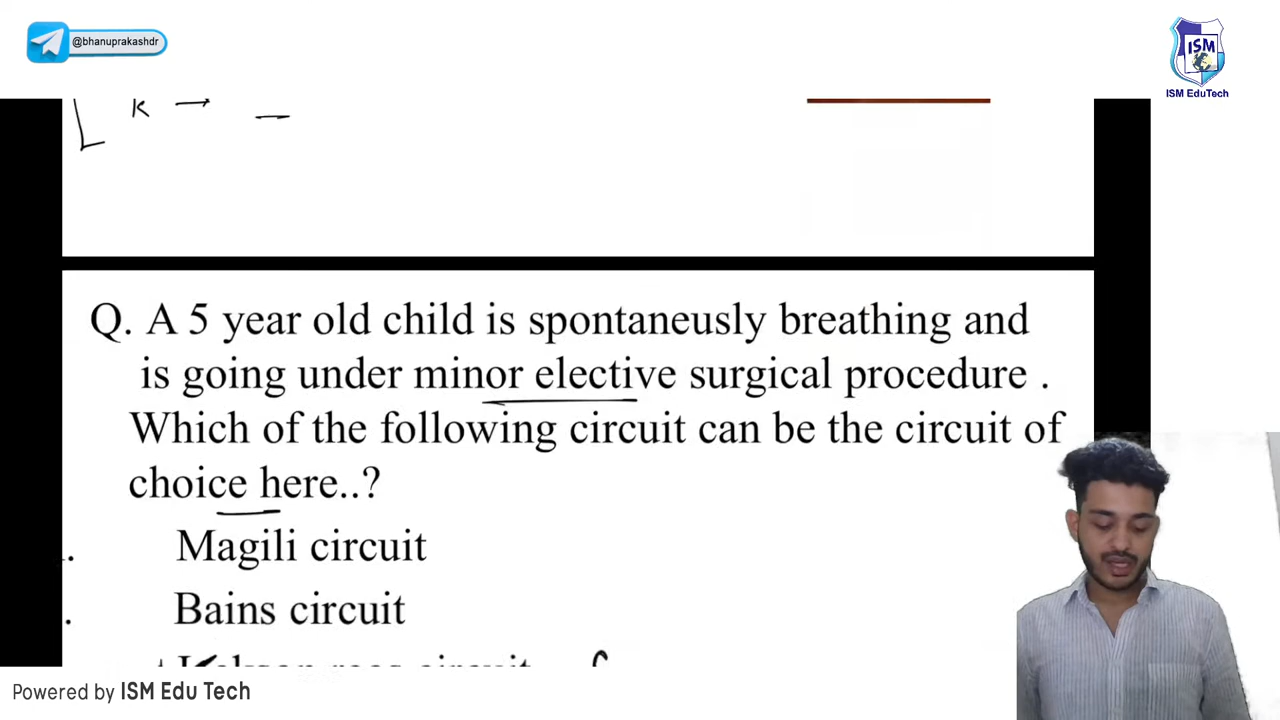 @bhanuprakashdr
ISM
ISM EduTech
K →
Q. A 5 year old child is spontaneusly breathing and
is going under minor elective surgical procedure .
Which of the following circuit can be the circuit of
choice here..?
Magili circuit
Bains circuit
circuit
Powered by ISM Edu Tech